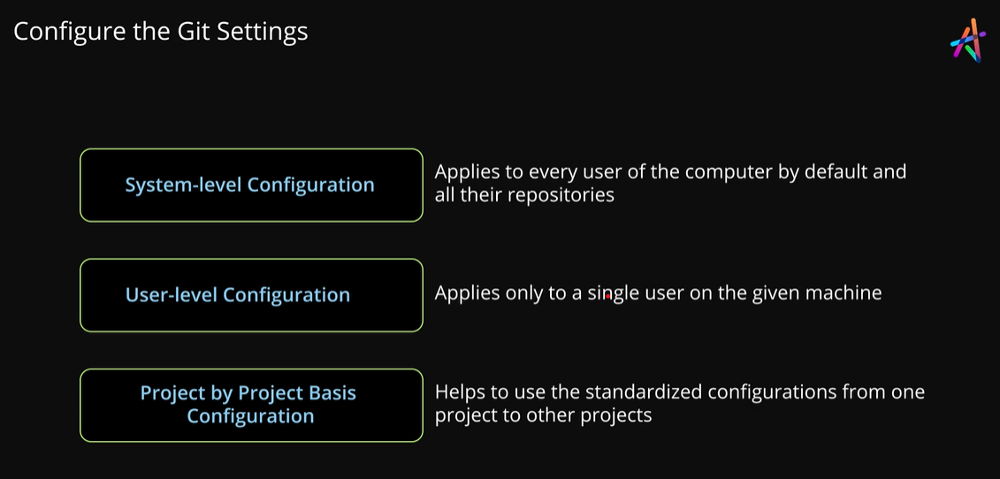 Configure the Git Settings
System-level Configuration
Applies to every user of the computer by default and
all their repositories
User-level Configuration
Applies only to a single user on the given machine
Project by Project Basis
Configuration
Helps to use the standardized configurations from one
project to other projects